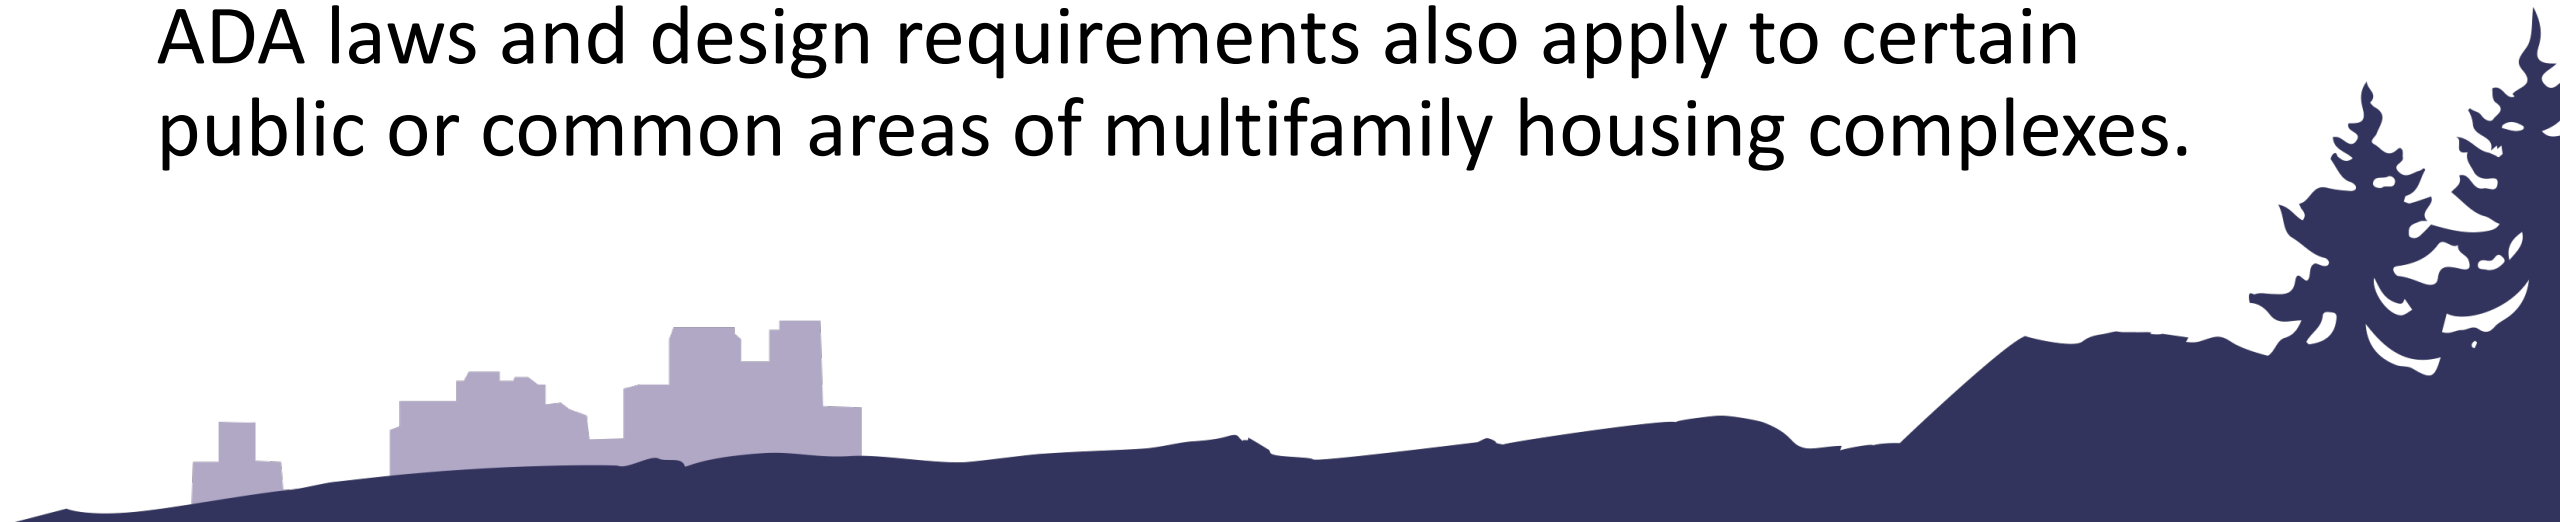 ADA laws and design requirements also apply to certain
public or common areas of multifamily housing complexes.